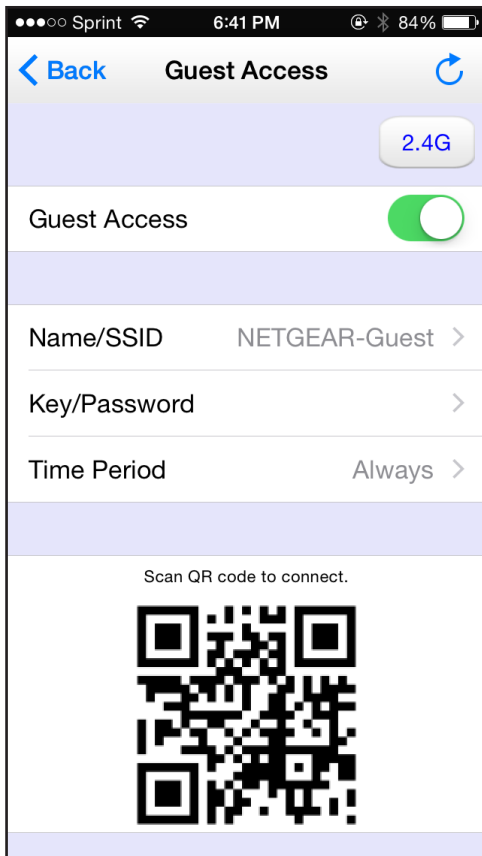 Sprint 6:41 PM 84%
Back Guest Access
2.4G
Guest Access
Name/SSID NETGEAR-Guest
Key/Password
Time Period Always
Scan QR code to connect.